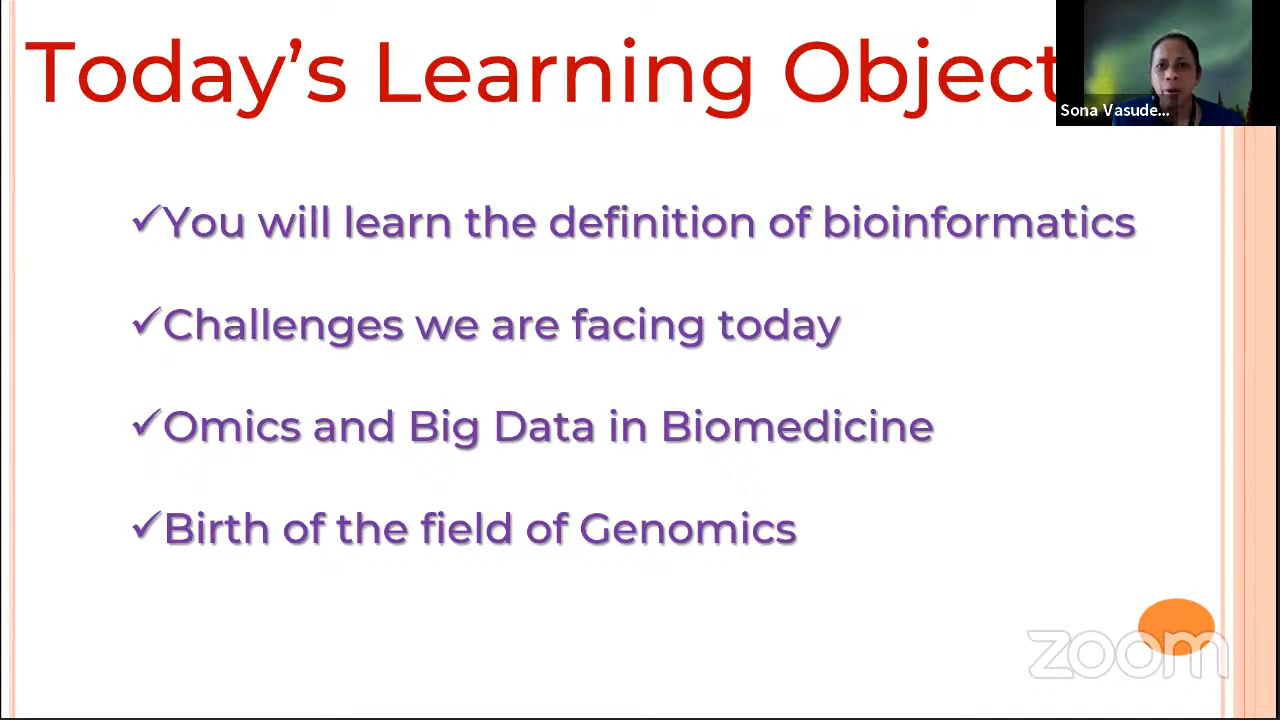 Today’s Learning Object
Sona Vasude...
✓You will learn the definition of bioinformatics
✓Challenges we are facing today
✓Omics and Big Data in Biomedicine
✓Birth of the field of Genomics
zoom